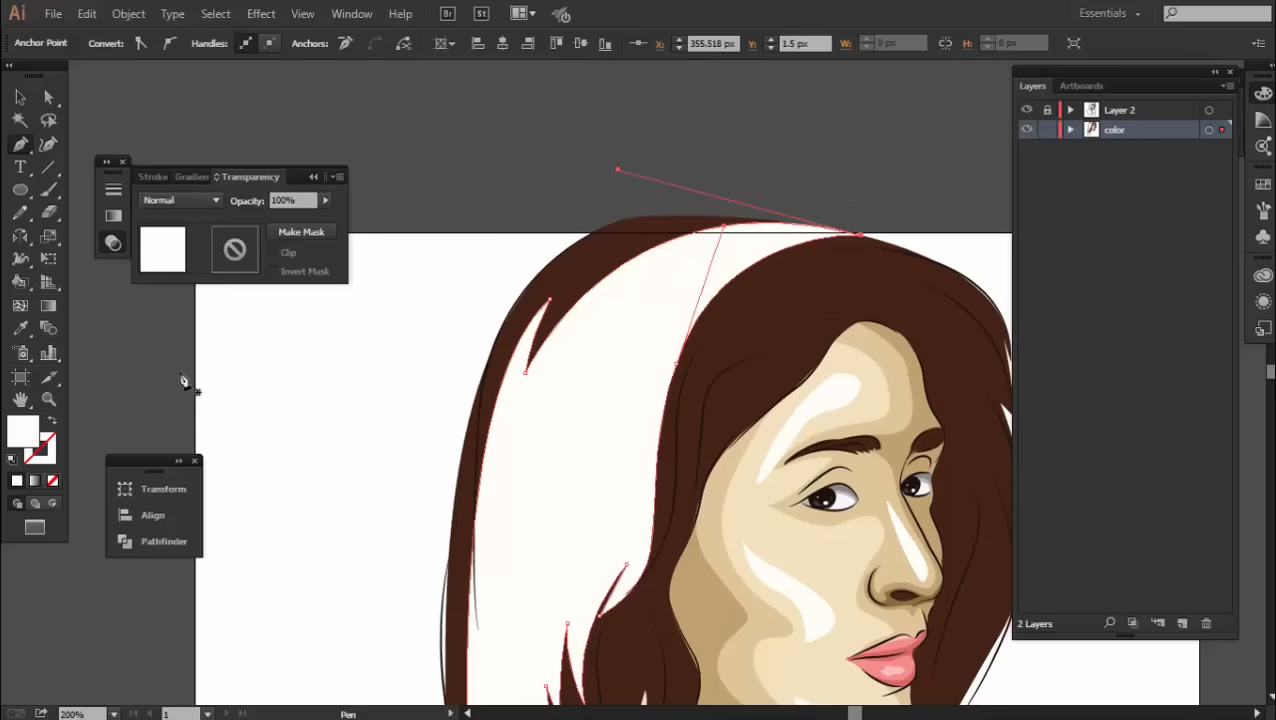 Ai File Edit Object Type Select Effect View Window Help Br St Essentials
Anchor Point Convert: Handles: Anchors: X: 355.518 px Y: 1.5 px W: 0 px H: 0 px
Layers Artboards
Layer 2
color
Stroke Gradien Transparency
Normal Opacity: 100%
Make Mask
Clip
Invert Mask
Transform
Align
Pathfinder
2 Layers
200% 1 Pen